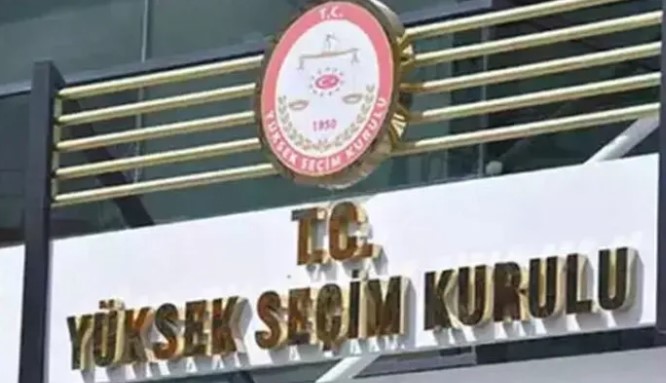 T.C.
1950
YÜKSEK SEÇİM KURULU
T.C.
YÜKSEK SEÇİM KURULU